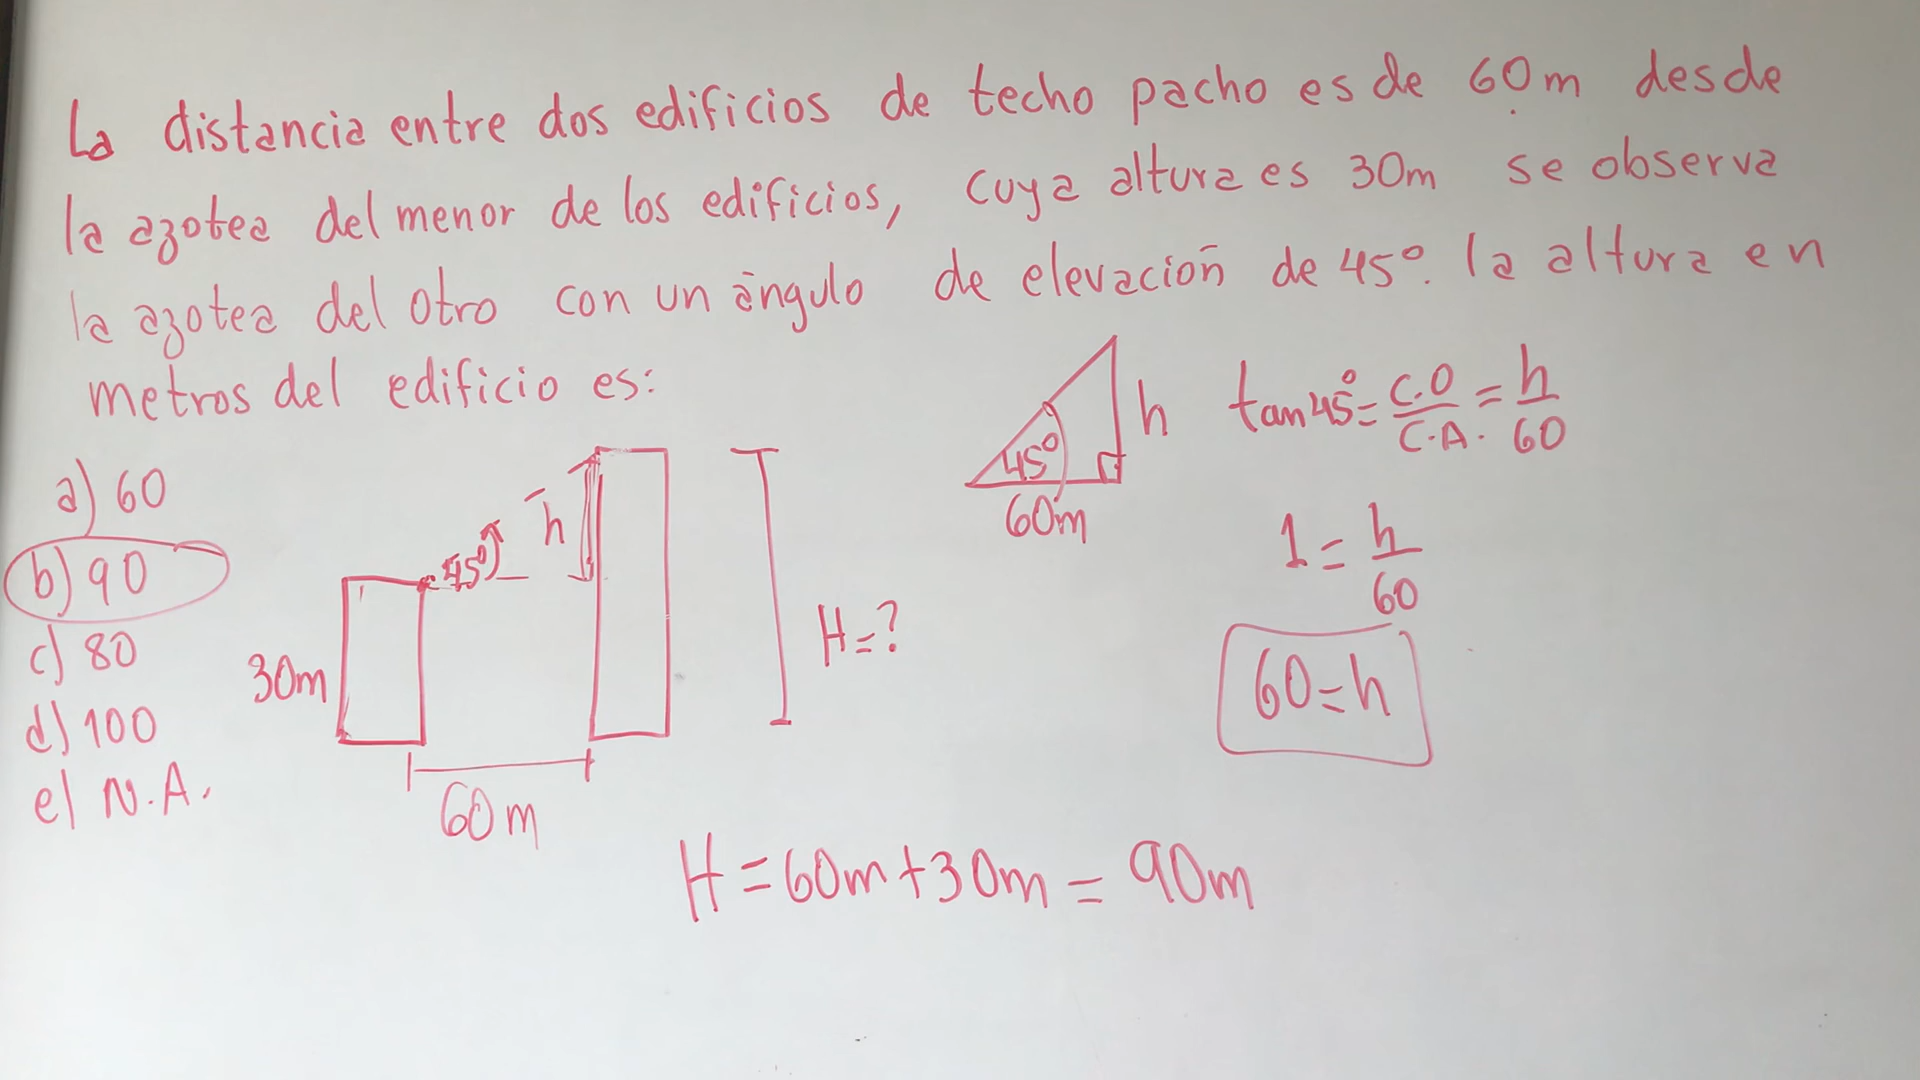 La distancia entre dos edificios de techo pacho es de 60m desde
la azotea del menor de los edificios, cuya altura es 30m se observa
la azotea del otro con un ángulo de elevación de 45°. la altura en
metros del edificio es:
a) 60
b) 90
c) 80
d) 100
e) N.A.
30m
45°
h
60m
H=?
45°
h
60m
tan45°=C.O/C.A.=h/60
1=h/60
60=h
H=60m+30m=90m